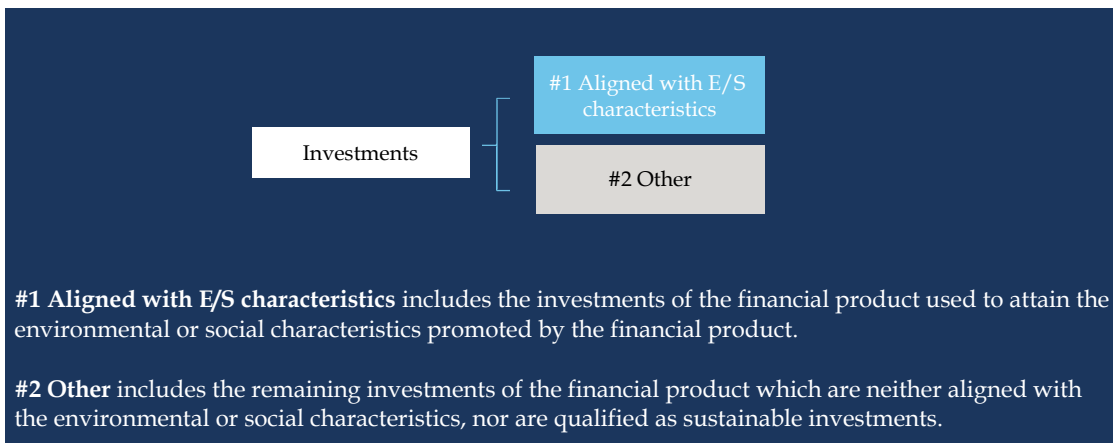 #1 Aligned with E/S
characteristics
Investments
#2 Other
#1 Aligned with E/S characteristics includes the investments of the financial product used to attain the
environmental or social characteristics promoted by the financial product.
#2 Other includes the remaining investments of the financial product which are neither aligned with
the environmental or social characteristics, nor are qualified as sustainable investments.